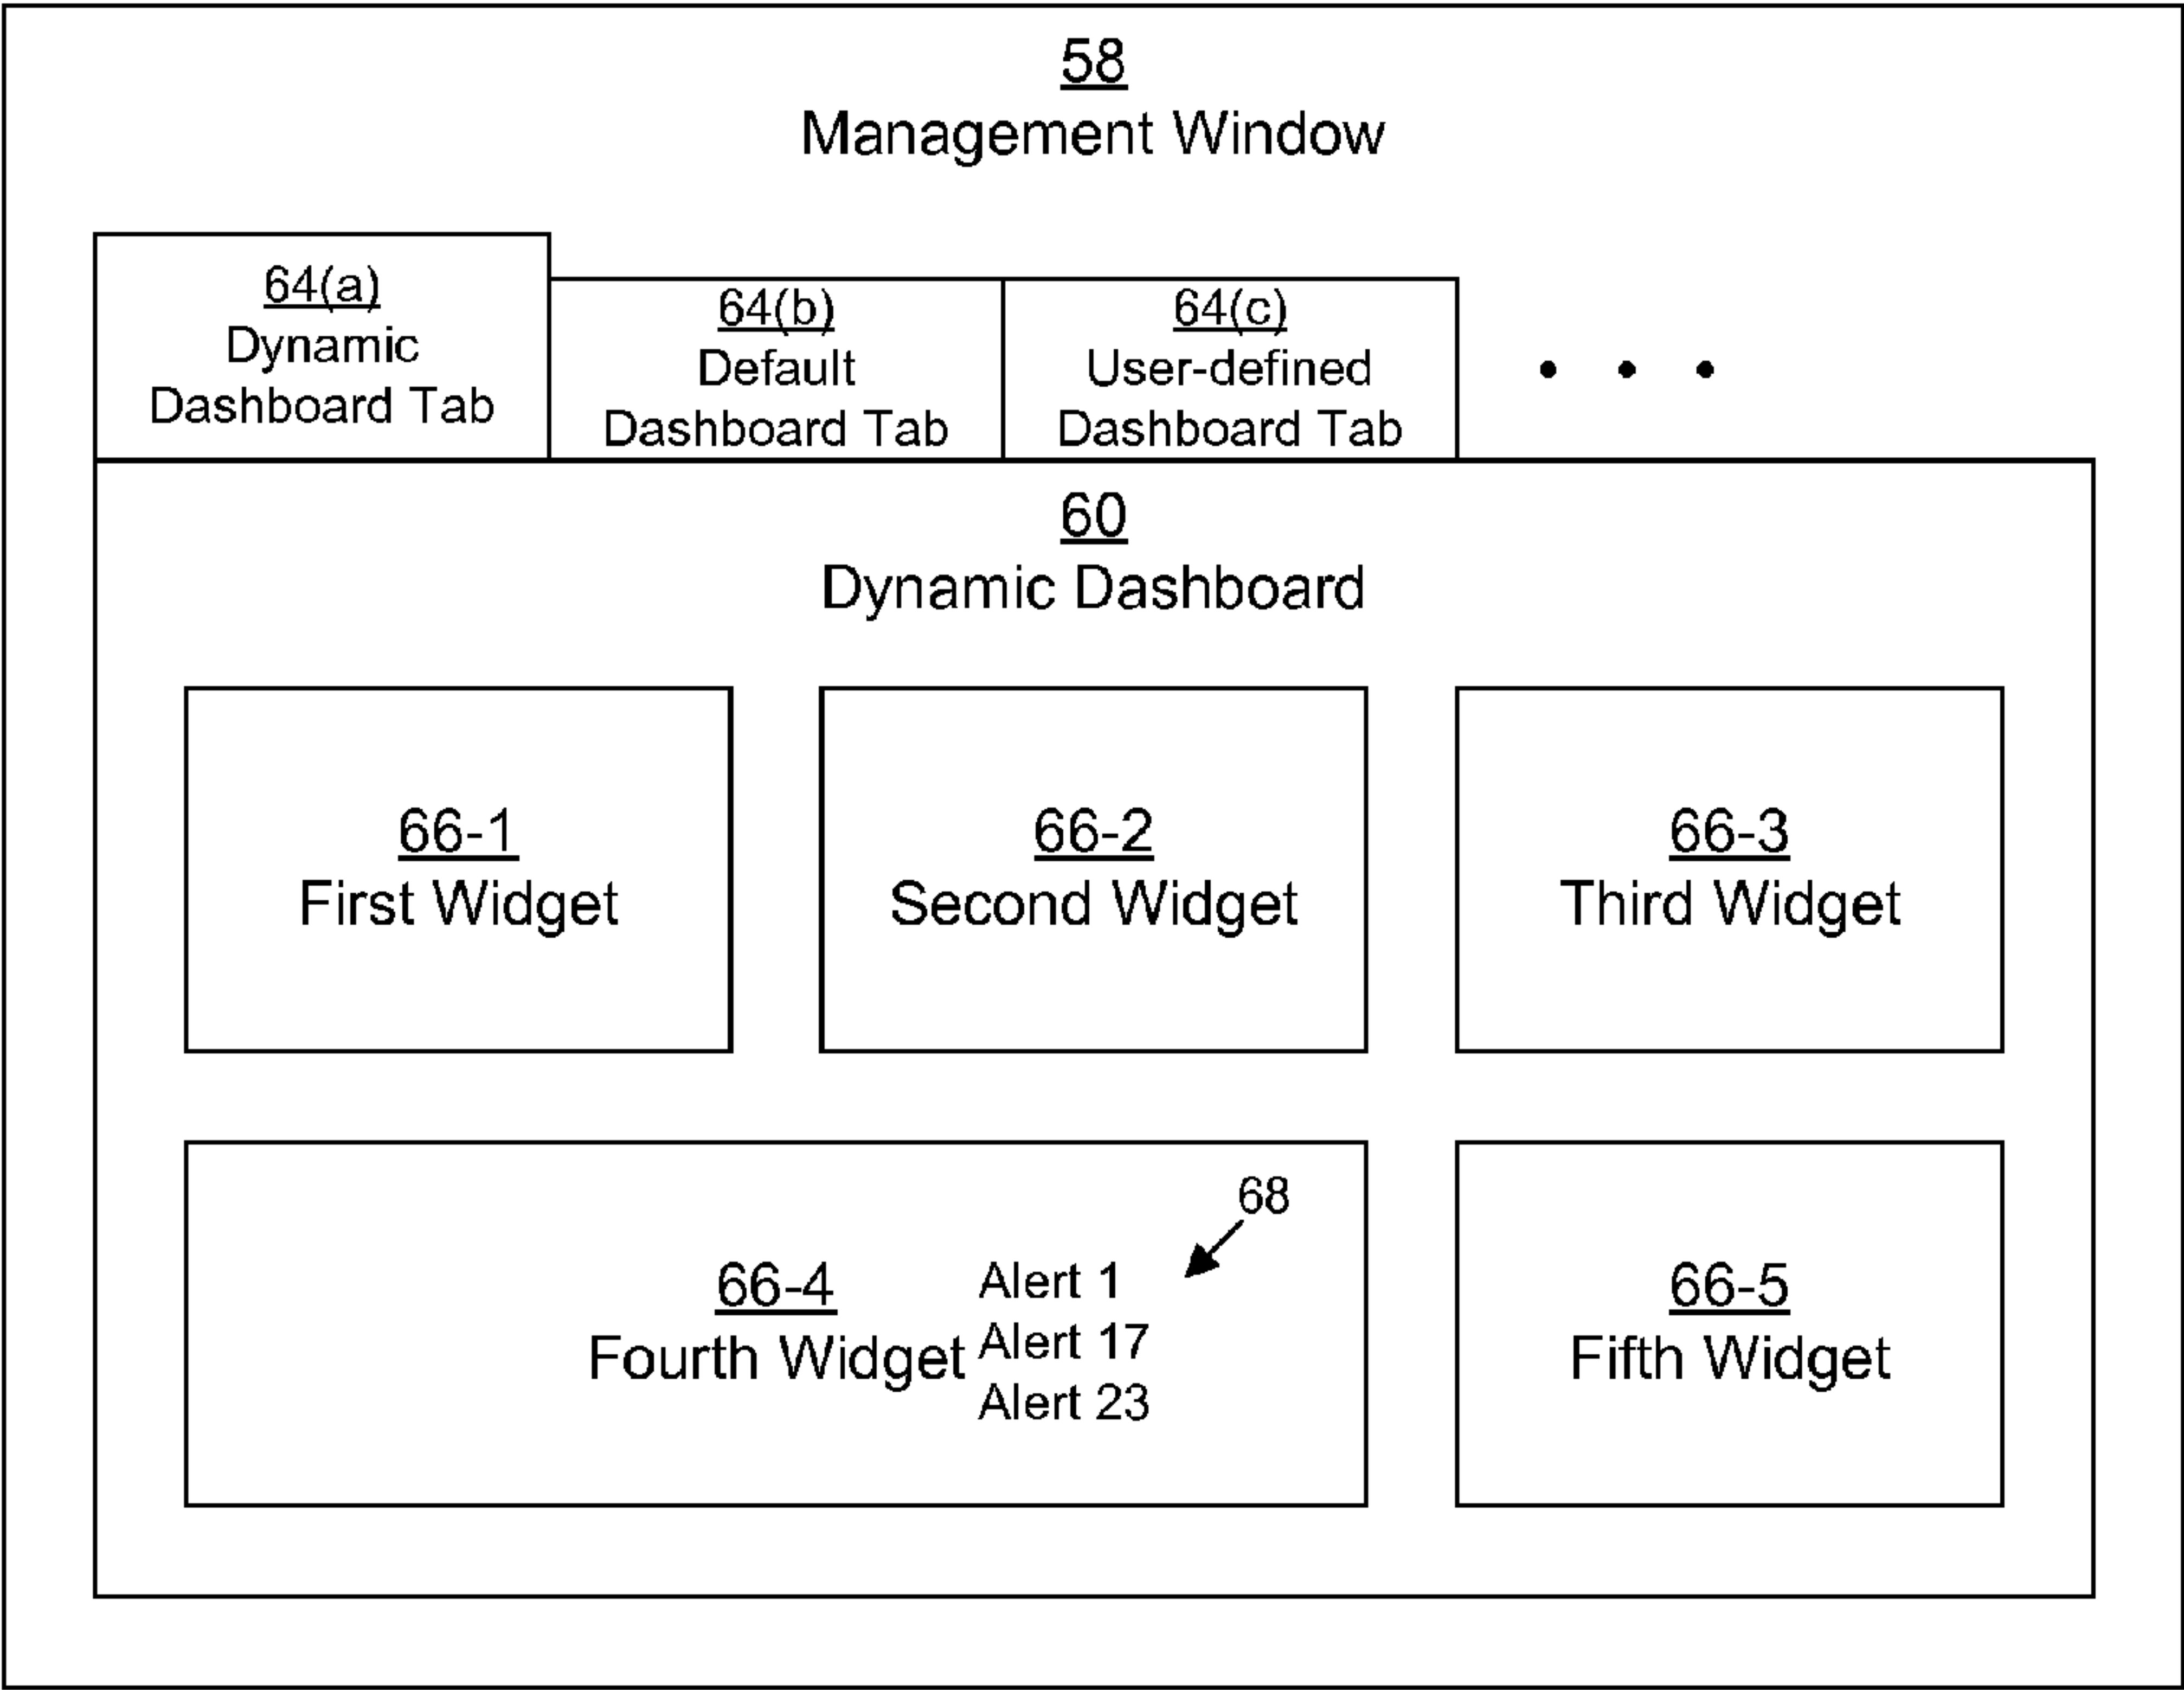 58
Management Window
64(a)
Dynamic
Dashboard Tab
64(b)
Default
Dashboard Tab
64(c)
User-defined
Dashboard Tab
• • •
60
Dynamic Dashboard
66-1
First Widget
66-2
Second Widget
66-3
Third Widget
66-4
Fourth Widget
68
Alert 1
Alert 17
Alert 23
66-5
Fifth Widget